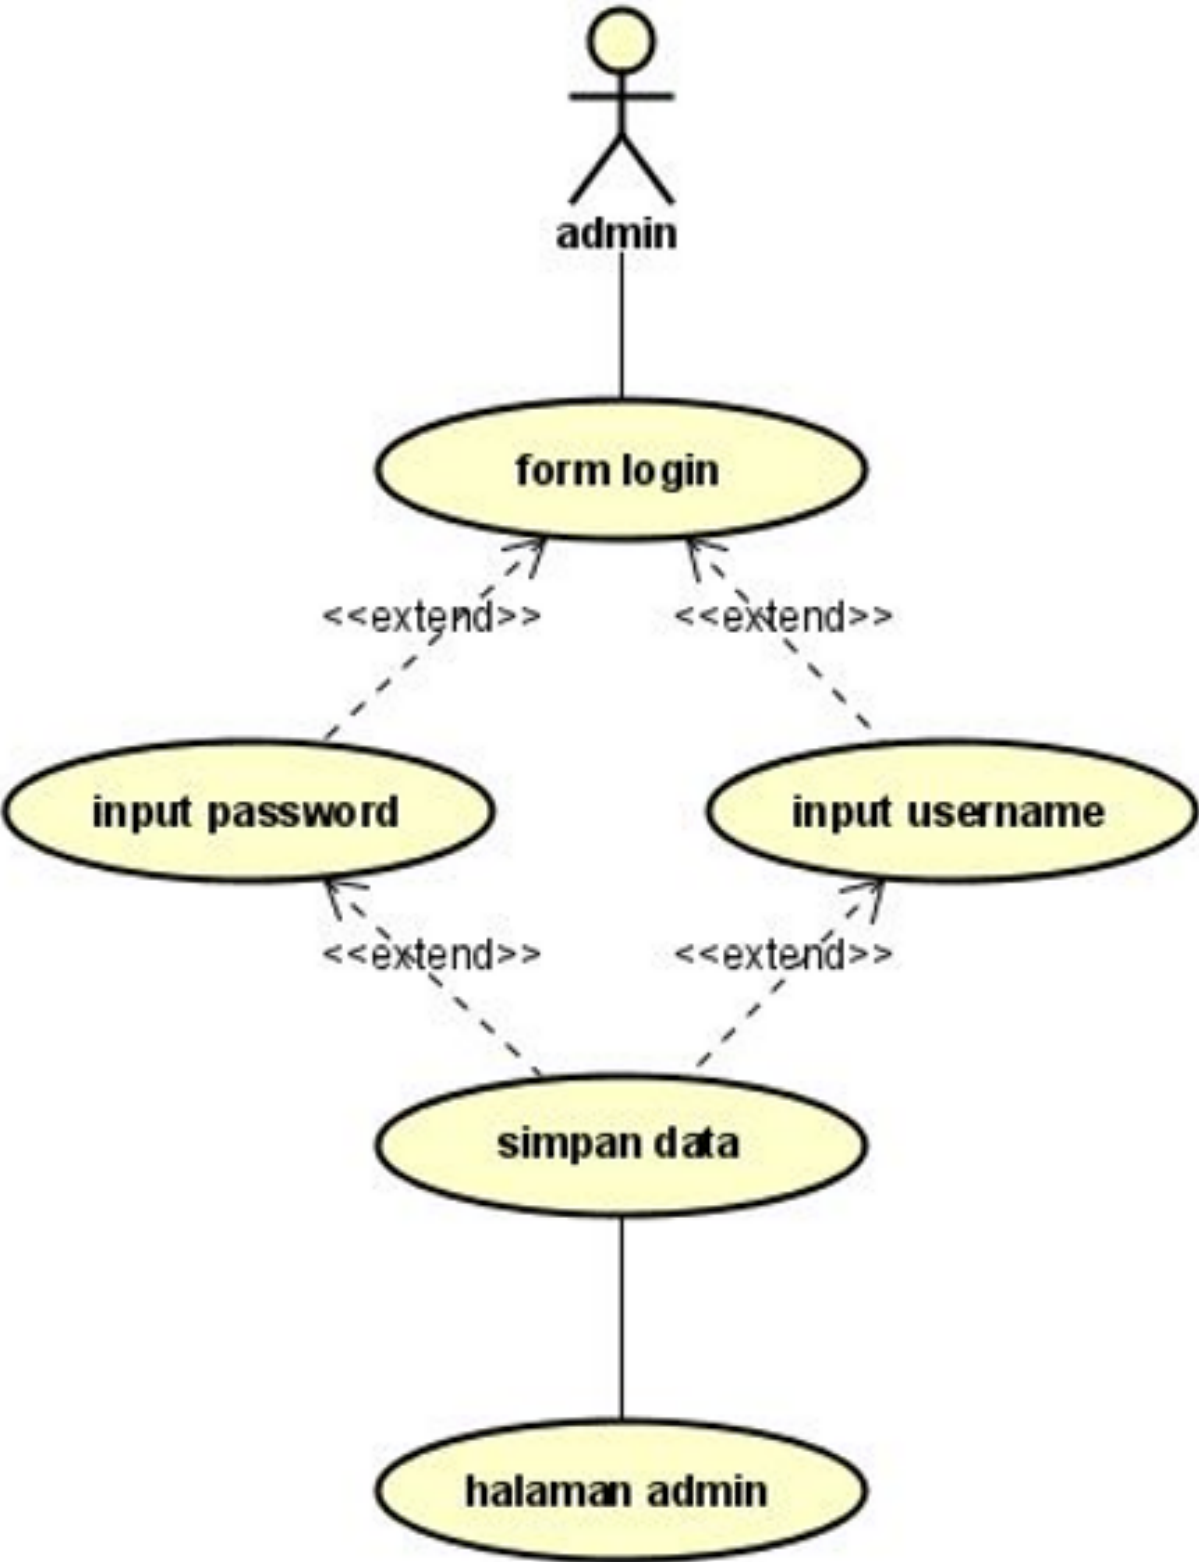 admin
form login
<<extend>>
<<extend>>
input password
input username
<<extend>>
<<extend>>
simpan data
halaman admin